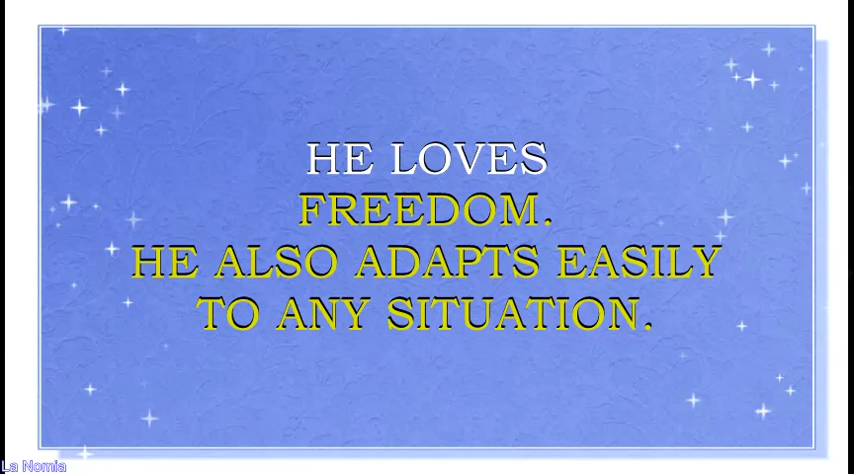 HE LOVES
FREEDOM.
HE ALSO ADAPTS EASILY
TO ANY SITUATION.
La Nomia